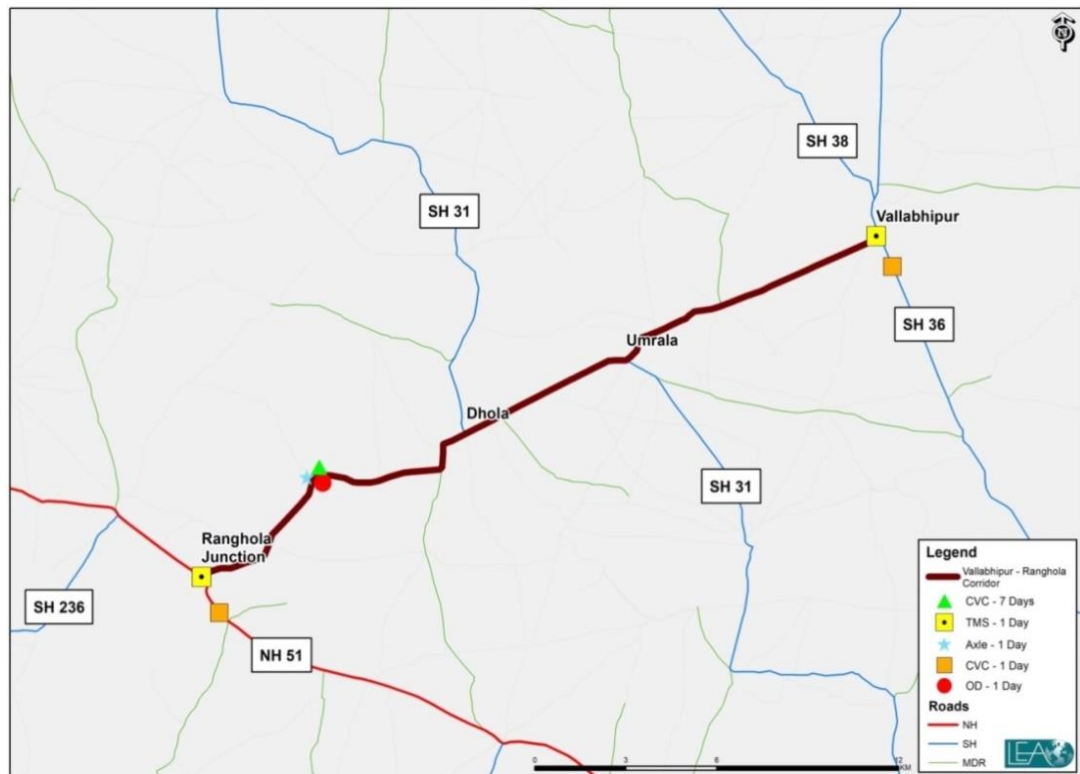 N
SH 38
SH 31
Vallabhipur
SH 36
Umrala
Dhola
SH 31
Ranghola
Junction
SH 236
NH 51
Legend
Vallabhipur - Ranghola
Corridor
CVC - 7 Days
TMS - 1 Day
Axle - 1 Day
CVC - 1 Day
OD - 1 Day
Roads
NH
SH
MDR
LEA
0 3 6 12
KM